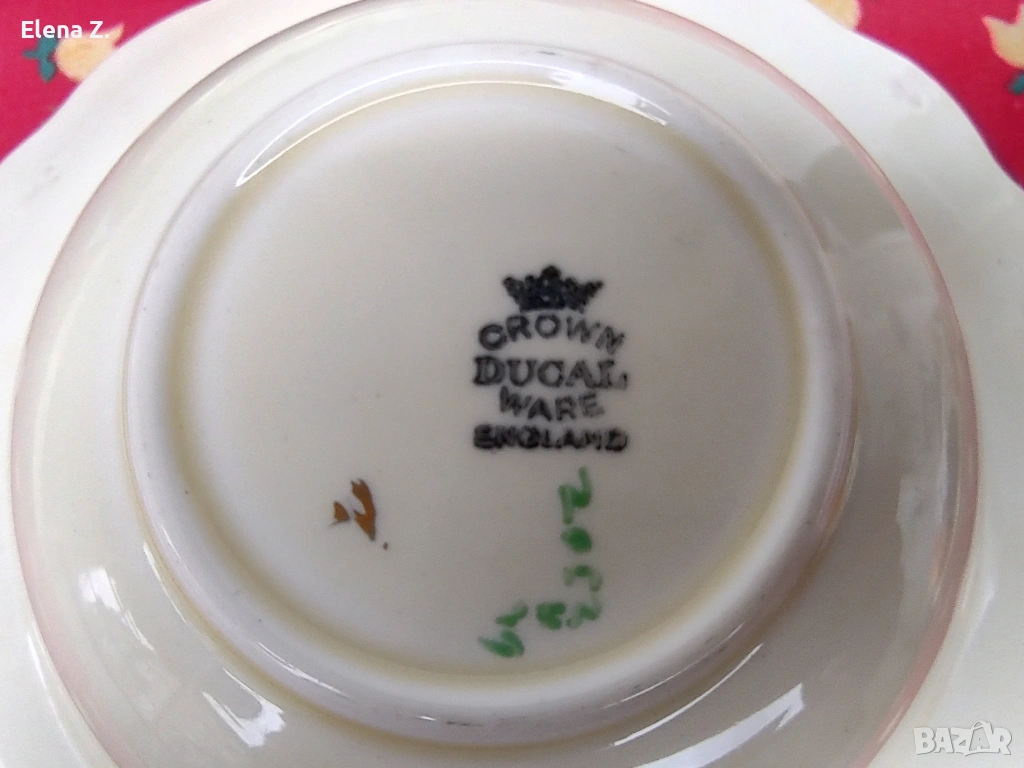 Elena Z.
CROWN
DUCAL
WARE
ENGLAND
BAZAR